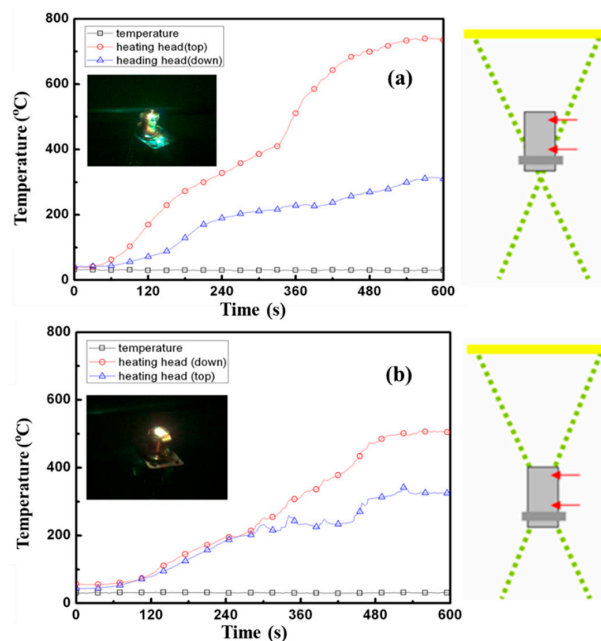 800
temperature
heating head(top)
heading head(down)
(a)
600
400
200
0
Temperature (°C)
0 120 240 360 480 600
Time (s)
800
temperature
heating head (down)
heating head (top)
(b)
600
400
200
0
Temperature (°C)
0 120 240 360 480 600
Time (s)